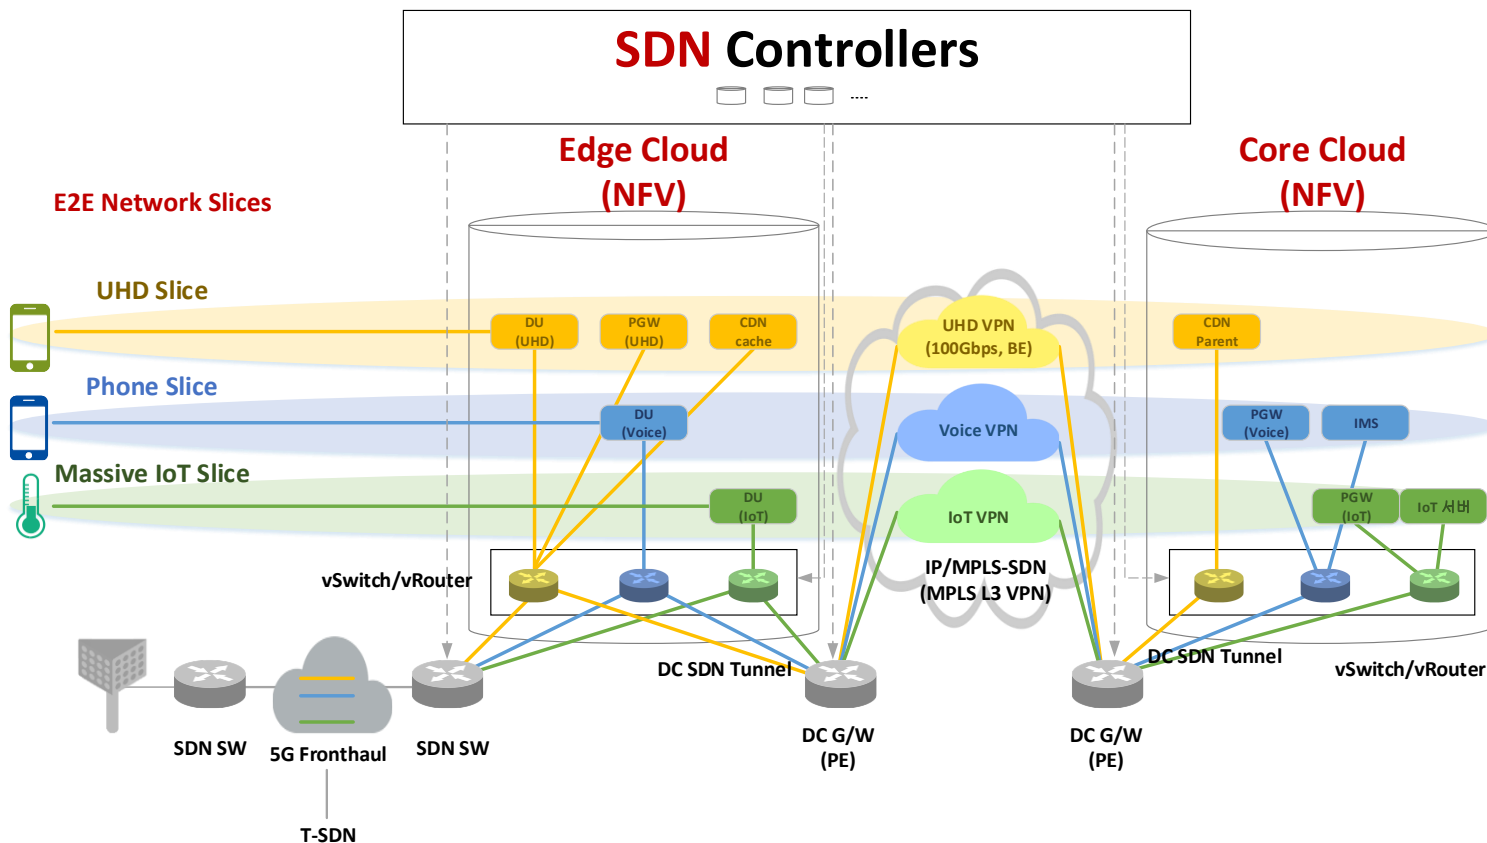 SDN Controllers
....
Edge Cloud
(NFV)
Core Cloud
(NFV)
E2E Network Slices
UHD Slice
DU
(UHD)
PGW
(UHD)
CDN
cache
UHD VPN
(100Gbps, BE)
CDN
Parent
Phone Slice
DU
(Voice)
Voice VPN
PGW
(Voice)
IMS
Massive IoT Slice
DU
(IoT)
IoT VPN
PGW
(IoT)
IoT 서버
vSwitch/vRouter
IP/MPLS-SDN
(MPLS L3 VPN)
DC SDN Tunnel
DC SDN Tunnel
vSwitch/vRouter
SDN SW
5G Fronthaul
SDN SW
DC G/W
(PE)
DC G/W
(PE)
T-SDN